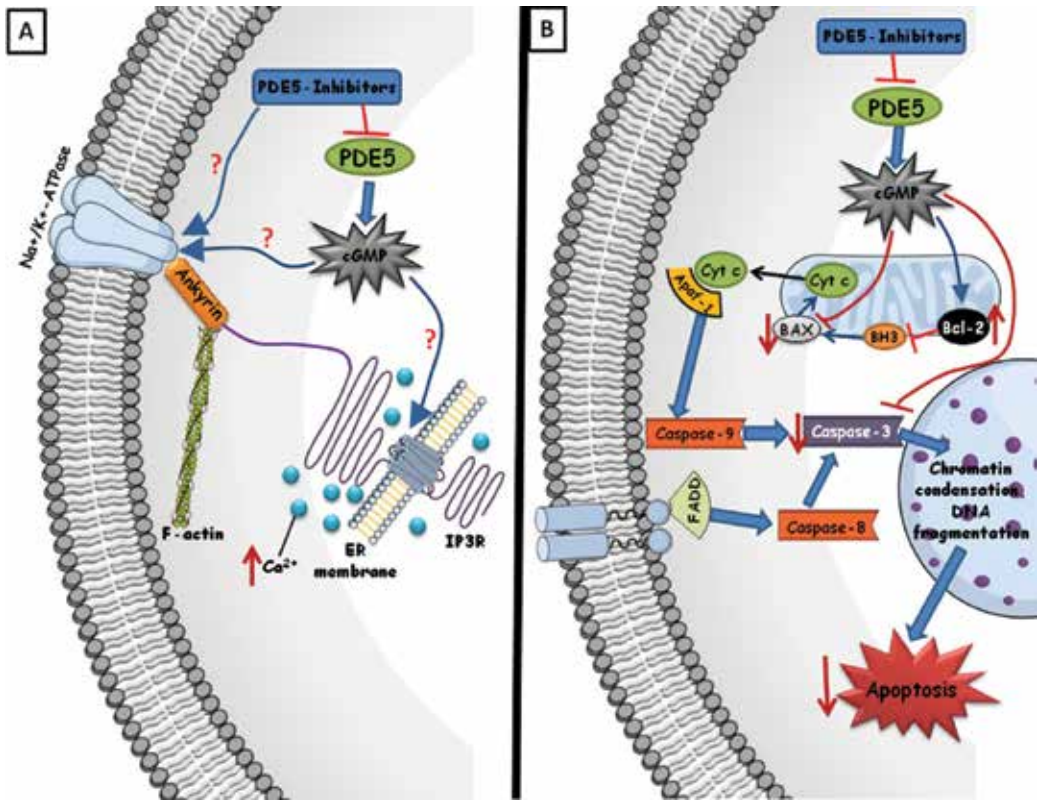 A
PDE5-Inhibitors
?
PDE5
Na+/K+-ATPase
?
cGMP
Ankyrin
?
F-actin
Ca2+
ER
membrane
IP3R
B
PDE5-Inhibitors
PDE5
cGMP
Cyt c
Cyt c
Apaf-1
BAX
BH3
Bcl-2
Caspase-9
Caspase-3
FADD
Caspase-8
Chromatin
condensation
DNA
fragmentation
Apoptosis